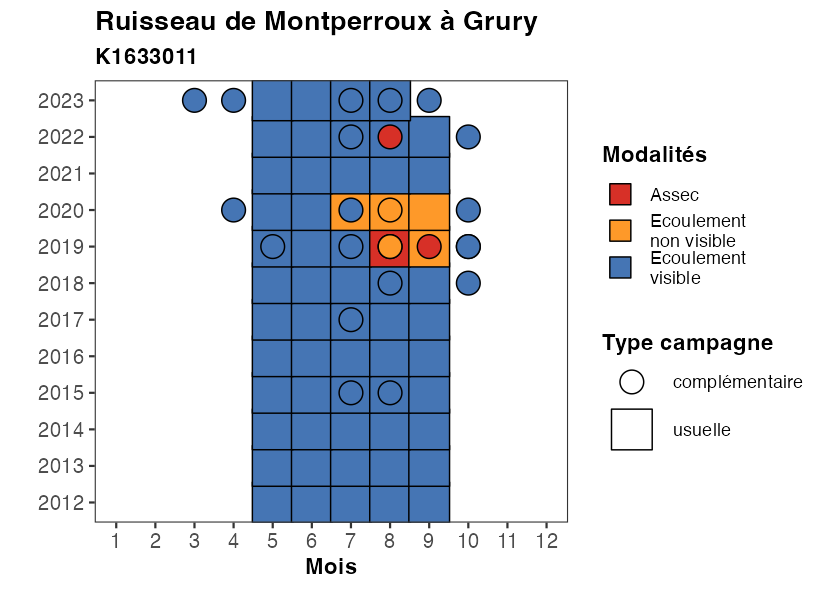 Ruisseau de Montperroux à Grury
K1633011
2023
2022
2021
2020
2019
2018
2017
2016
2015
2014
2013
2012
1 2 3 4 5 6 7 8 9 10 11 12
Mois
Modalités
Assec
Ecoulement
non visible
Ecoulement
visible
Type campagne
complémentaire
usuelle